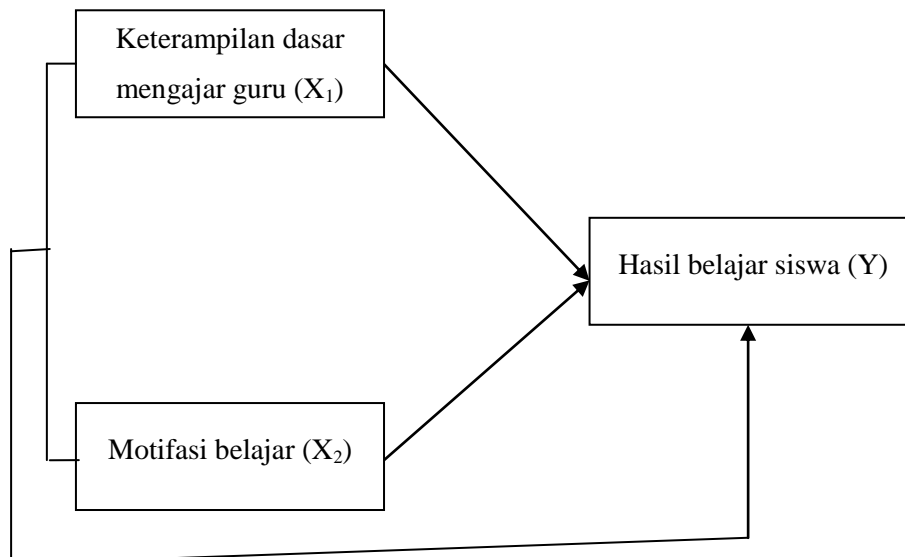 Keterampilan dasar
mengajar guru (X₁)
Hasil belajar siswa (Y)
Motifasi belajar (X₂)